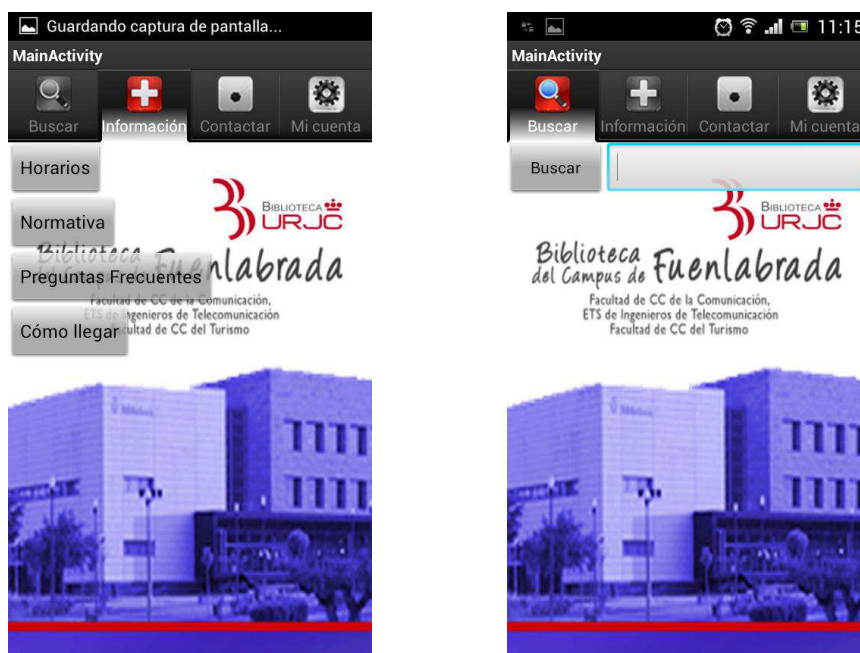 Guardando captura de pantalla...
MainActivity
Buscar Información Contactar Mi cuenta
Horarios
Normativa
Preguntas Frecuentes
Cómo llegar
BIBLIOTECA
URJC
Biblioteca
del Campus de Fuenlabrada
Facultad de CC de la Comunicación,
ETS de Ingenieros de Telecomunicación
Facultad de CC del Turismo
11:15
MainActivity
Buscar Información Contactar Mi cuenta
Buscar
BIBLIOTECA
URJC
Biblioteca
del Campus de Fuenlabrada
Facultad de CC de la Comunicación,
ETS de Ingenieros de Telecomunicación
Facultad de CC del Turismo